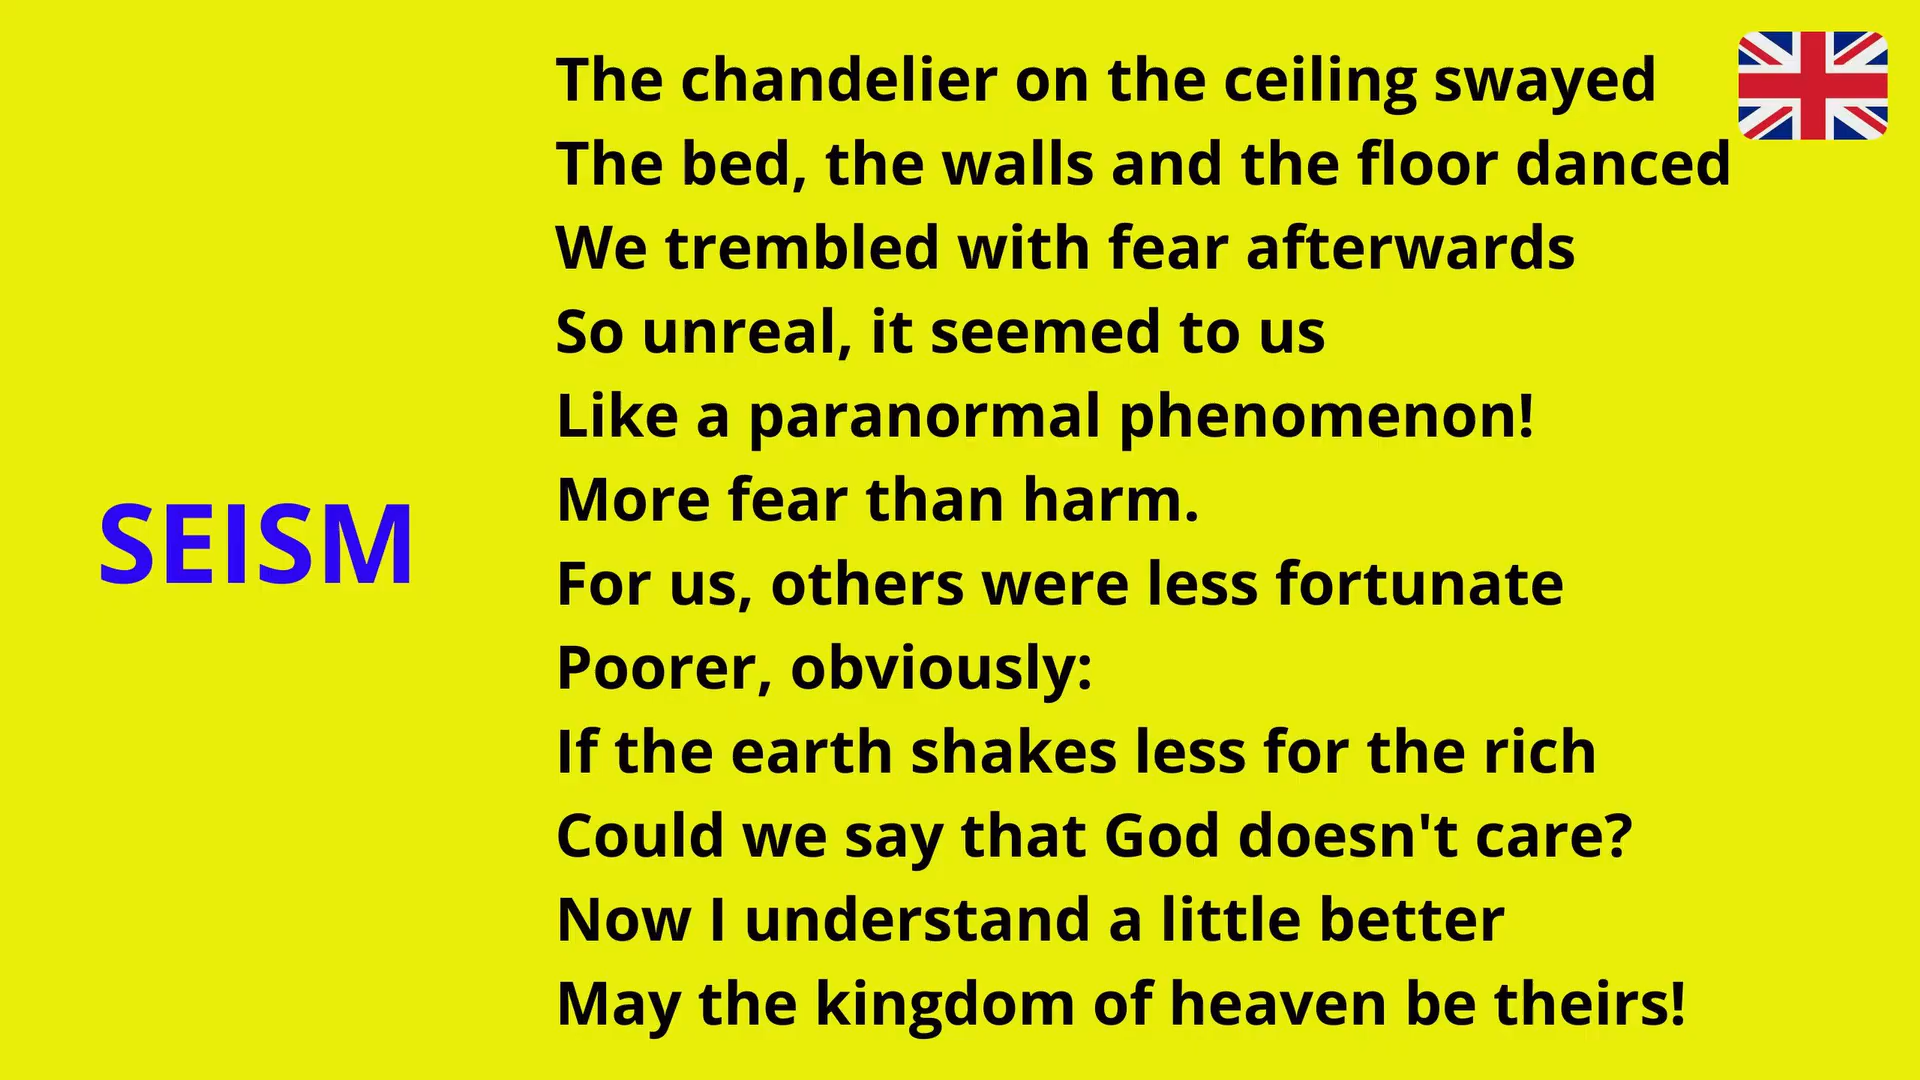 SEISM
The chandelier on the ceiling swayed
The bed, the walls and the floor danced
We trembled with fear afterwards
So unreal, it seemed to us
Like a paranormal phenomenon!
More fear than harm.
For us, others were less fortunate
Poorer, obviously:
If the earth shakes less for the rich
Could we say that God doesn't care?
Now I understand a little better
May the kingdom of heaven be theirs!